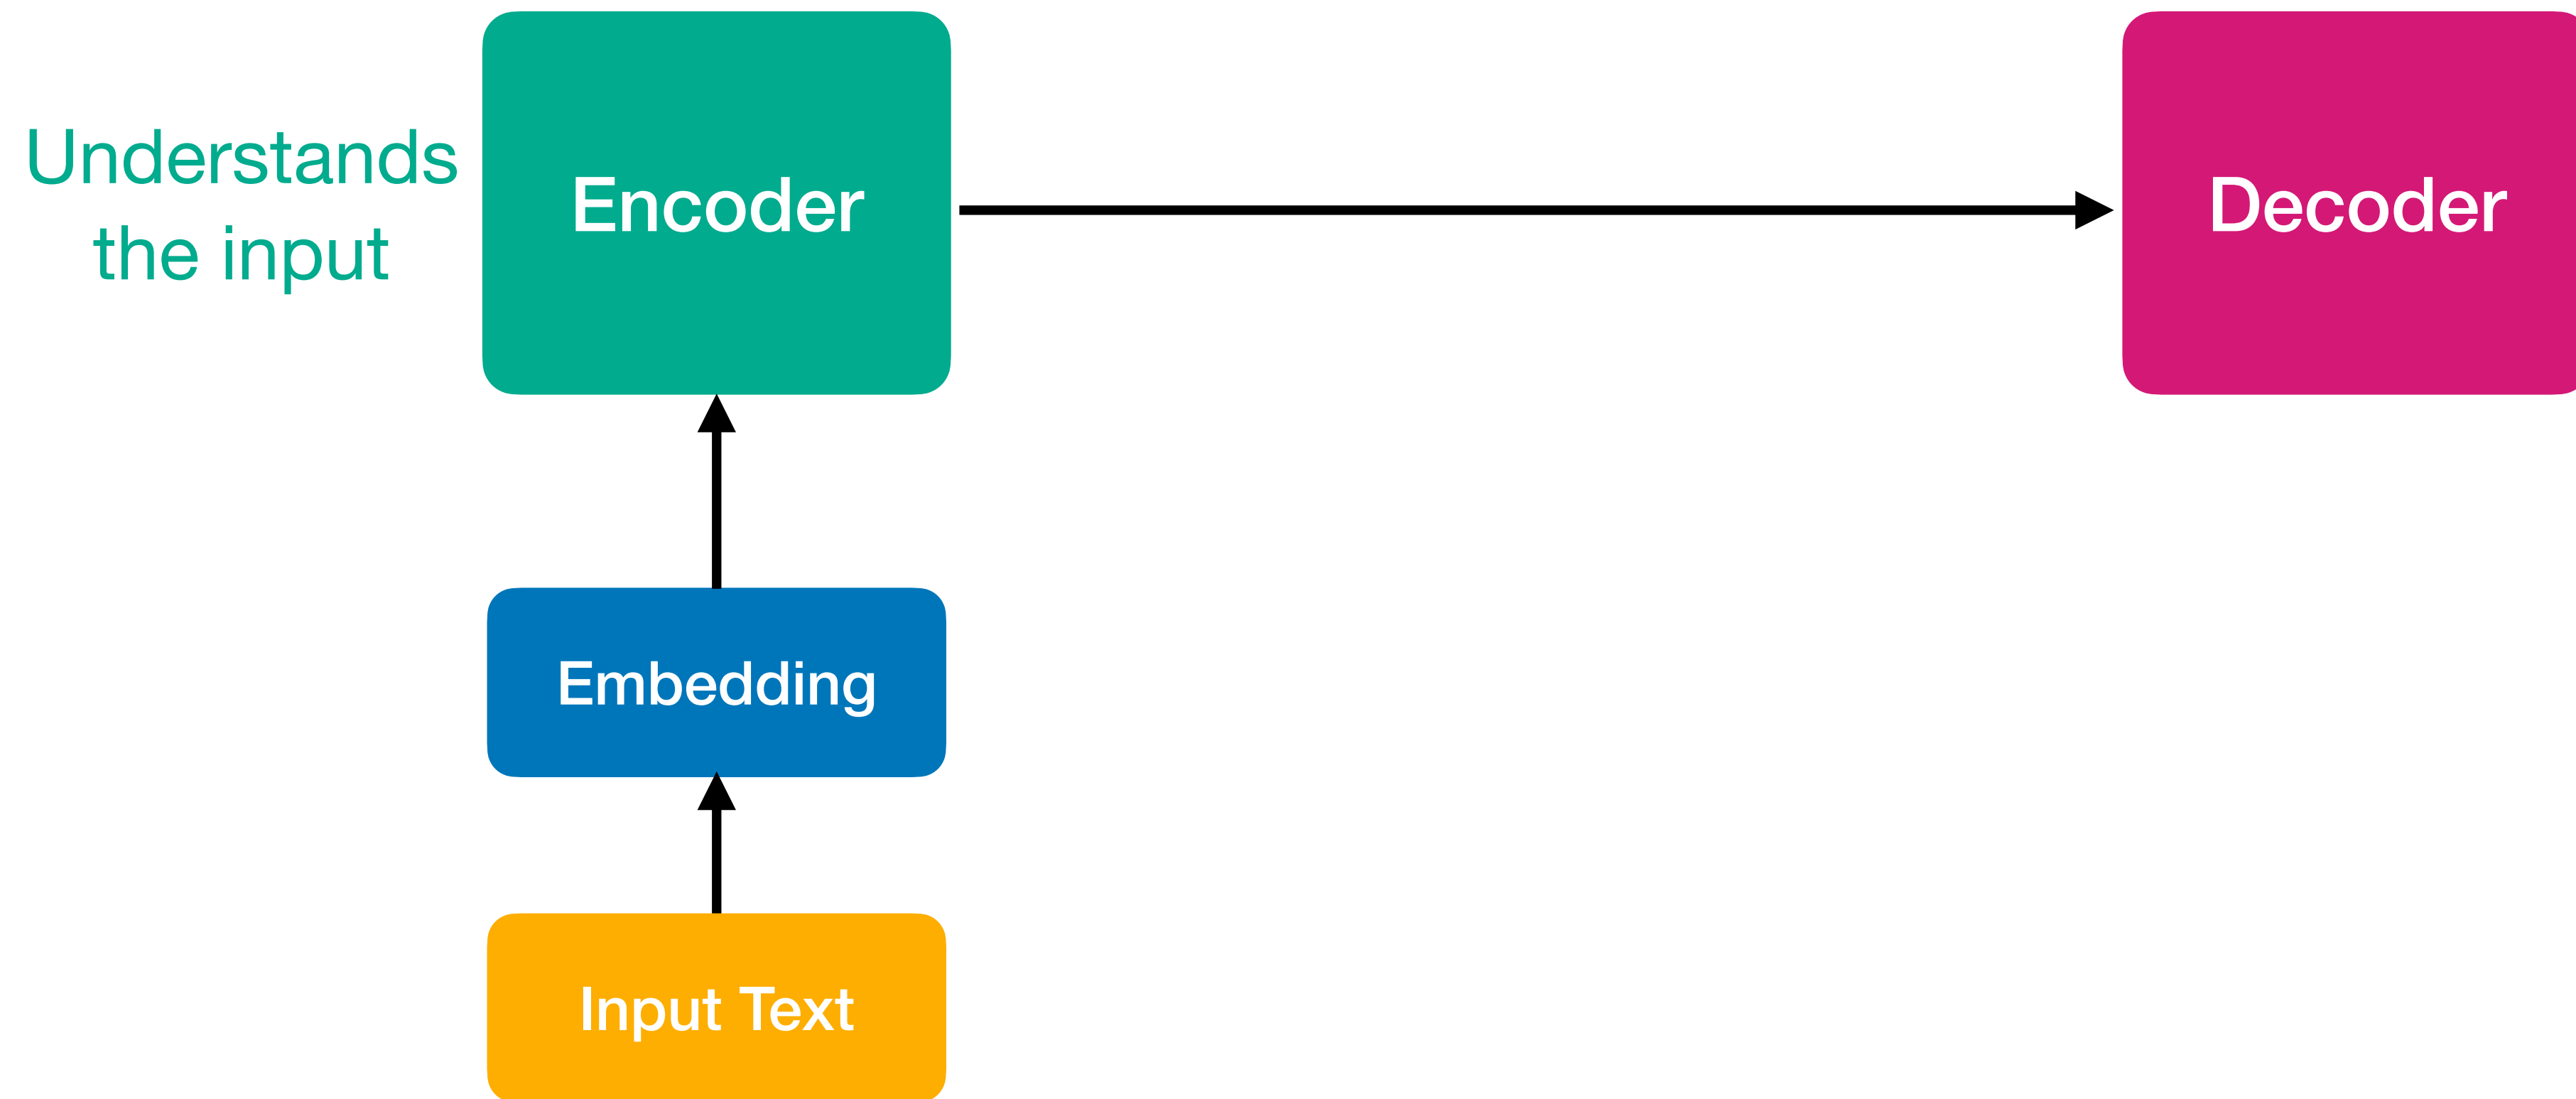 Understands
the input
Encoder
Decoder
Embedding
Input Text